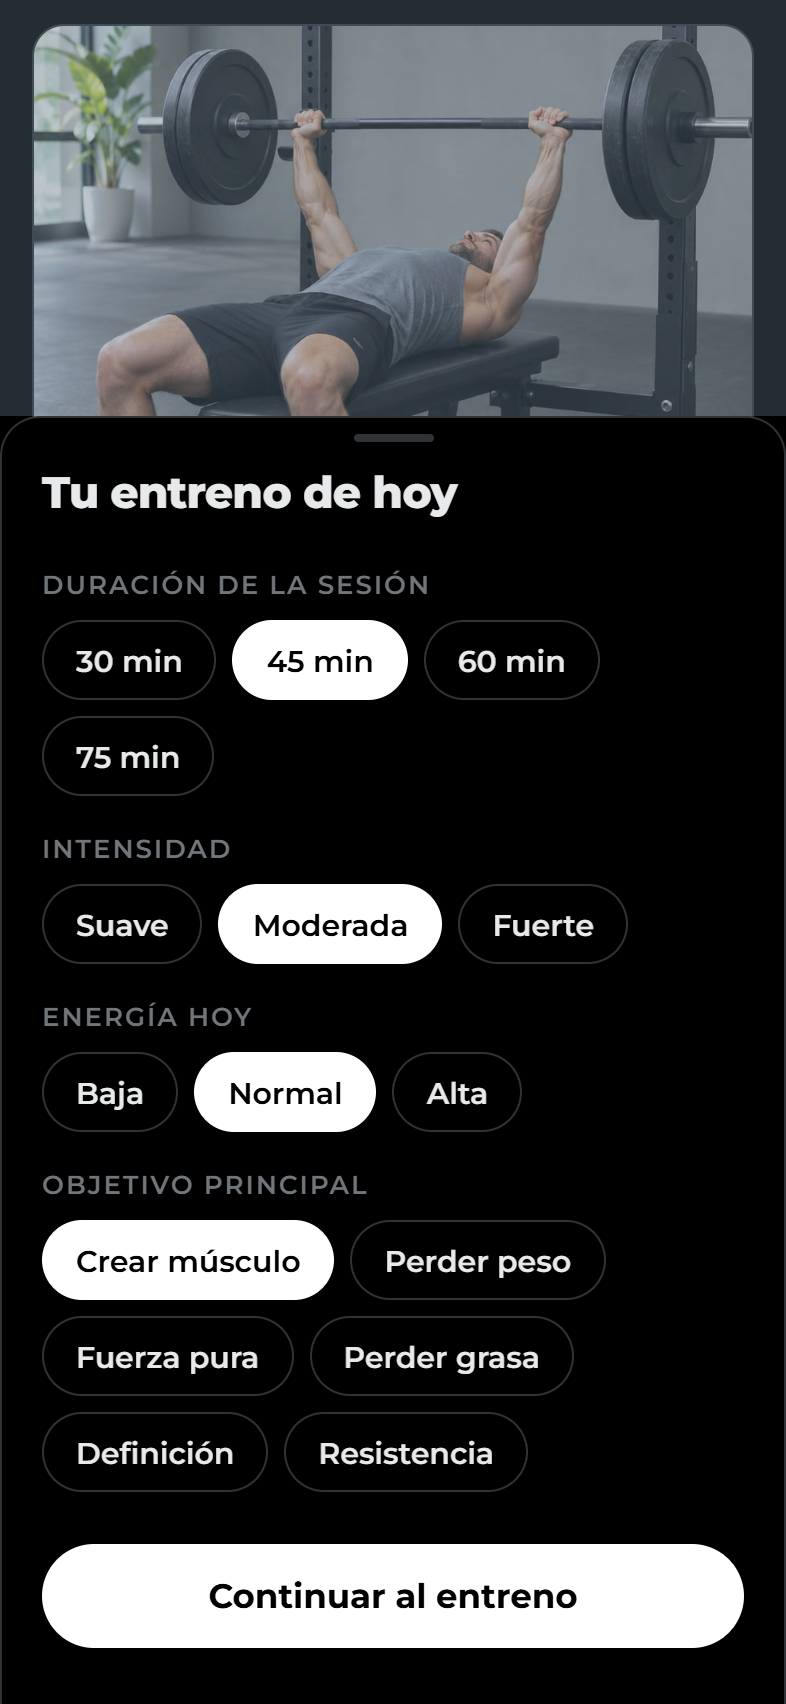 Tu entreno de hoy
DURACIÓN DE LA SESIÓN
30 min 45 min 60 min
75 min
INTENSIDAD
Suave Moderada Fuerte
ENERGÍA HOY
Baja Normal Alta
OBJETIVO PRINCIPAL
Crear músculo Perder peso
Fuerza pura Perder grasa
Definición Resistencia
Continuar al entreno